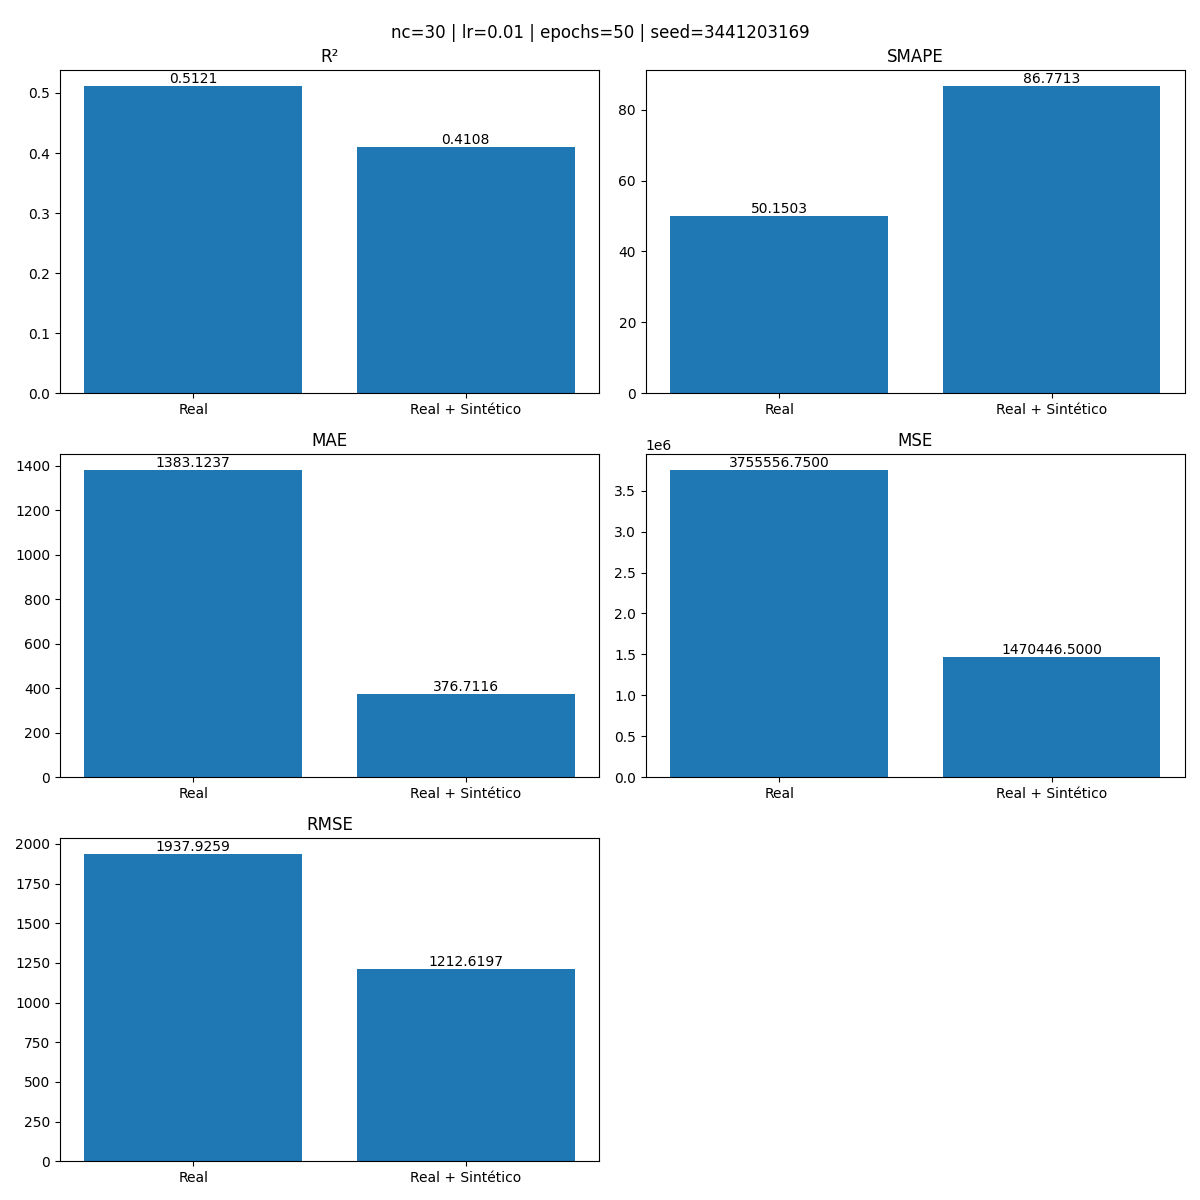 nc=30 | lr=0.01 | epochs=50 | seed=3441203169
R²
0.5
0.4
0.3
0.2
0.1
0.0
0.5121
0.4108
Real
Real + Sintético
SMAPE
80
60
40
20
0
50.1503
86.7713
Real
Real + Sintético
MAE
1400
1200
1000
800
600
400
200
0
1383.1237
376.7116
Real
Real + Sintético
MSE
1e6
3.5
3.0
2.5
2.0
1.5
1.0
0.5
0.0
3755556.7500
1470446.5000
Real
Real + Sintético
RMSE
2000
1750
1500
1250
1000
750
500
250
0
1937.9259
1212.6197
Real
Real + Sintético